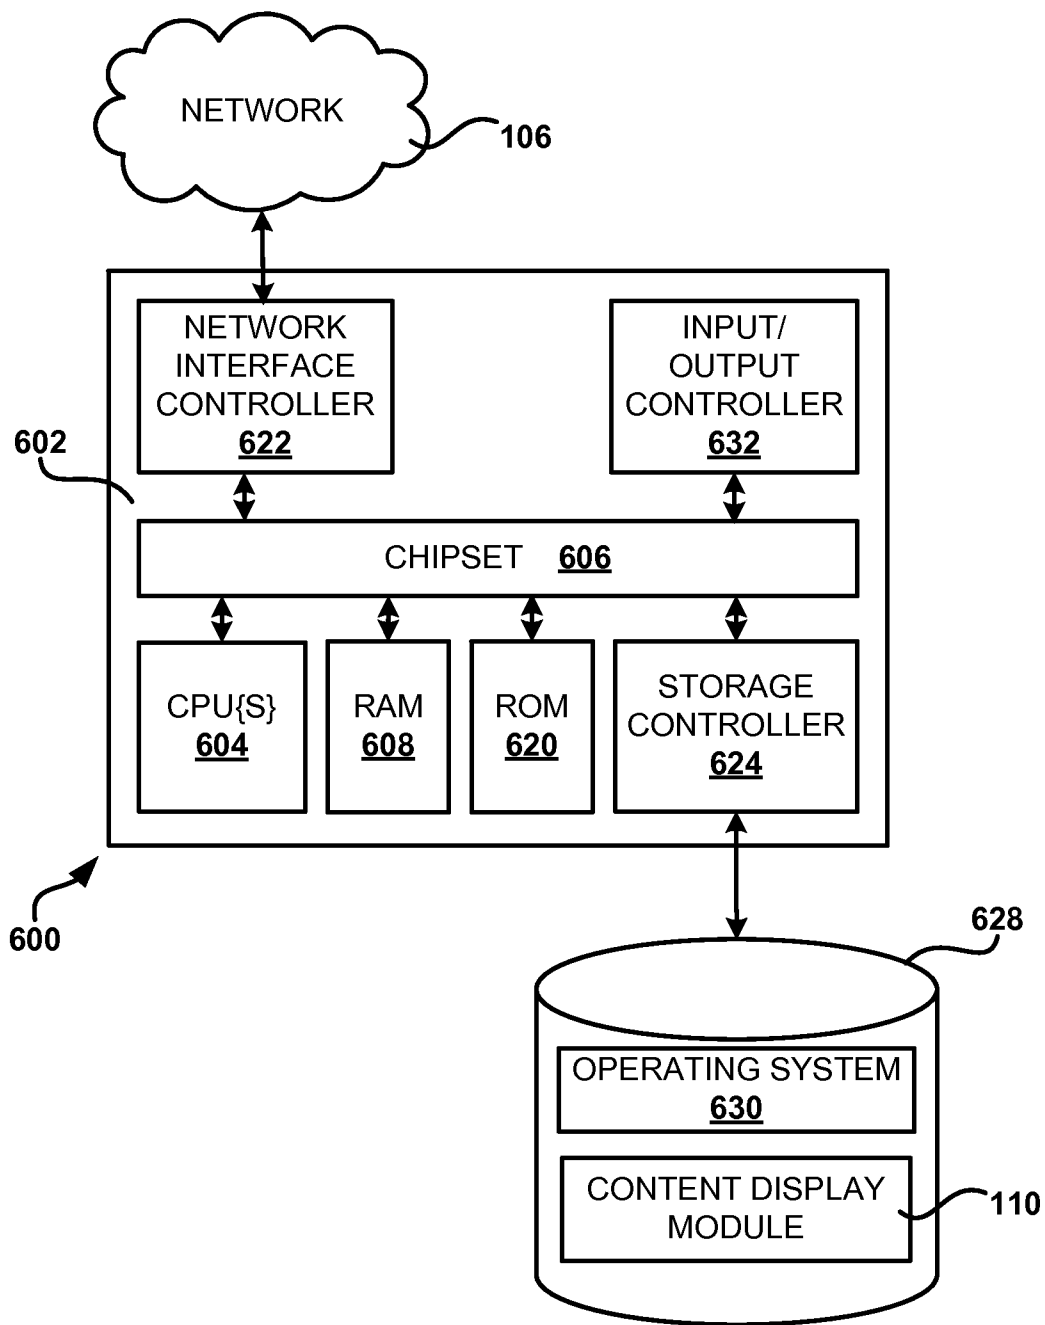 NETWORK
106
NETWORK
INTERFACE
CONTROLLER
622
INPUT/
OUTPUT
CONTROLLER
632
602
CHIPSET 606
CPU{S}
604
RAM
608
ROM
620
STORAGE
CONTROLLER
624
600
628
OPERATING SYSTEM
630
CONTENT DISPLAY
MODULE
110